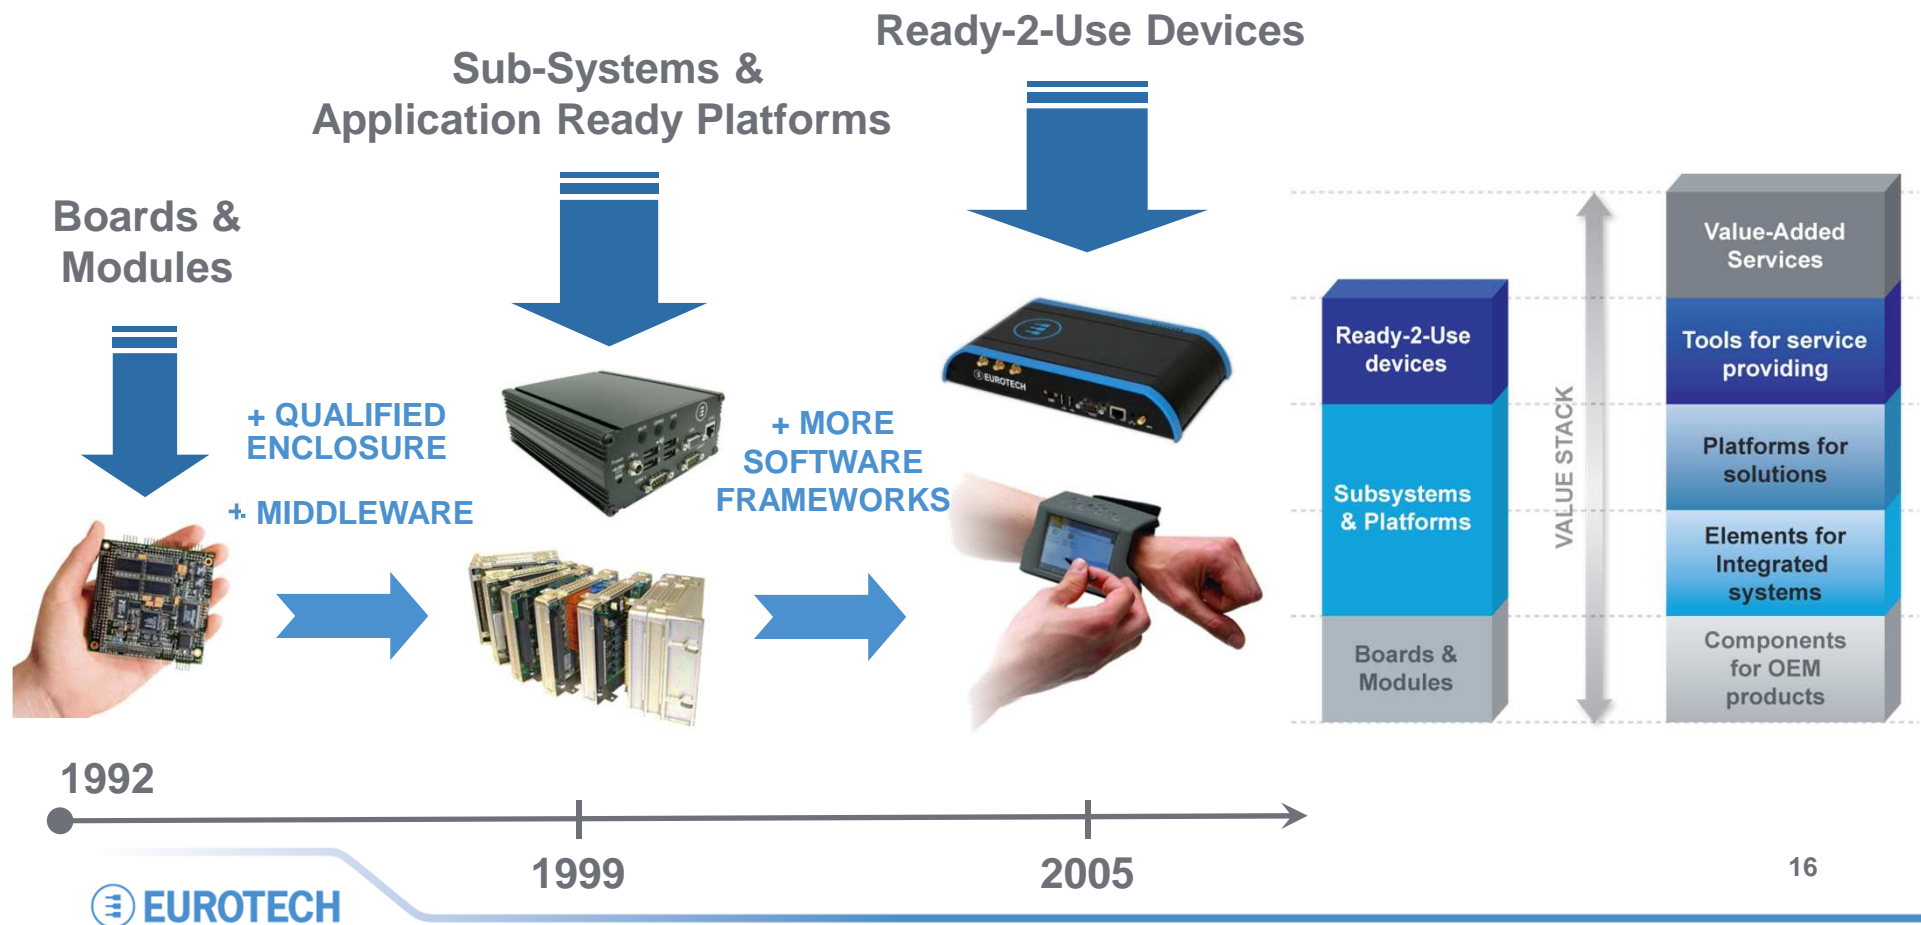 Ready-2-Use Devices
Sub-Systems &
Application Ready Platforms
Boards &
Modules
+ QUALIFIED
ENCLOSURE
+ MIDDLEWARE
+ MORE
SOFTWARE
FRAMEWORKS
EUROTECH
Ready-2-Use
devices
Subsystems
& Platforms
Boards &
Modules
VALUE STACK
Value-Added
Services
Tools for service
providing
Platforms for
solutions
Elements for
Integrated
systems
Components
for OEM
products
1992
1999
2005
16
EUROTECH